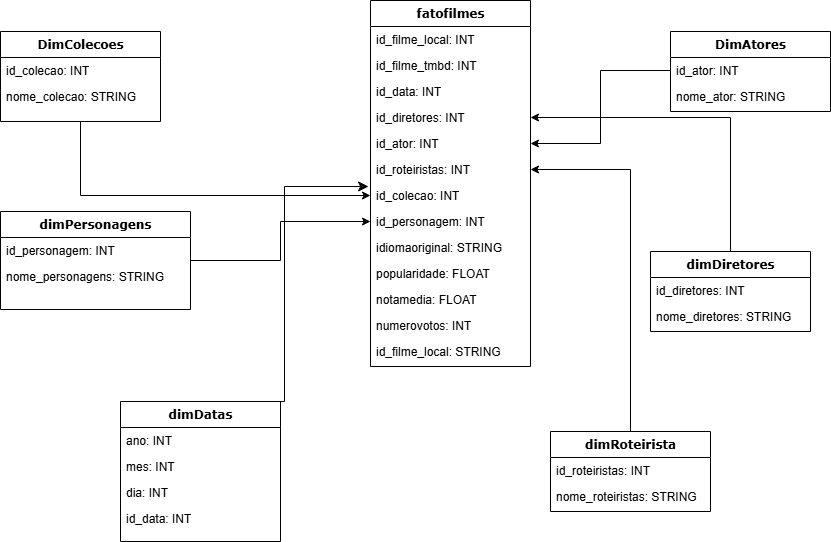 fatofilmes
id_filme_local: INT
id_filme_tmbd: INT
id_data: INT
id_diretores: INT
id_ator: INT
id_roteiristas: INT
id_colecao: INT
id_personagem: INT
idiomaoriginal: STRING
popularidade: FLOAT
notamedia: FLOAT
numerovotos: INT
id_filme_local: STRING
DimColecoes
id_colecao: INT
nome_colecao: STRING
DimAtores
id_ator: INT
nome_ator: STRING
dimPersonagens
id_personagem: INT
nome_personagens: STRING
dimDiretores
id_diretores: INT
nome_diretores: STRING
dimDatas
ano: INT
mes: INT
dia: INT
id_data: INT
dimRoteirista
id_roteiristas: INT
nome_roteiristas: STRING